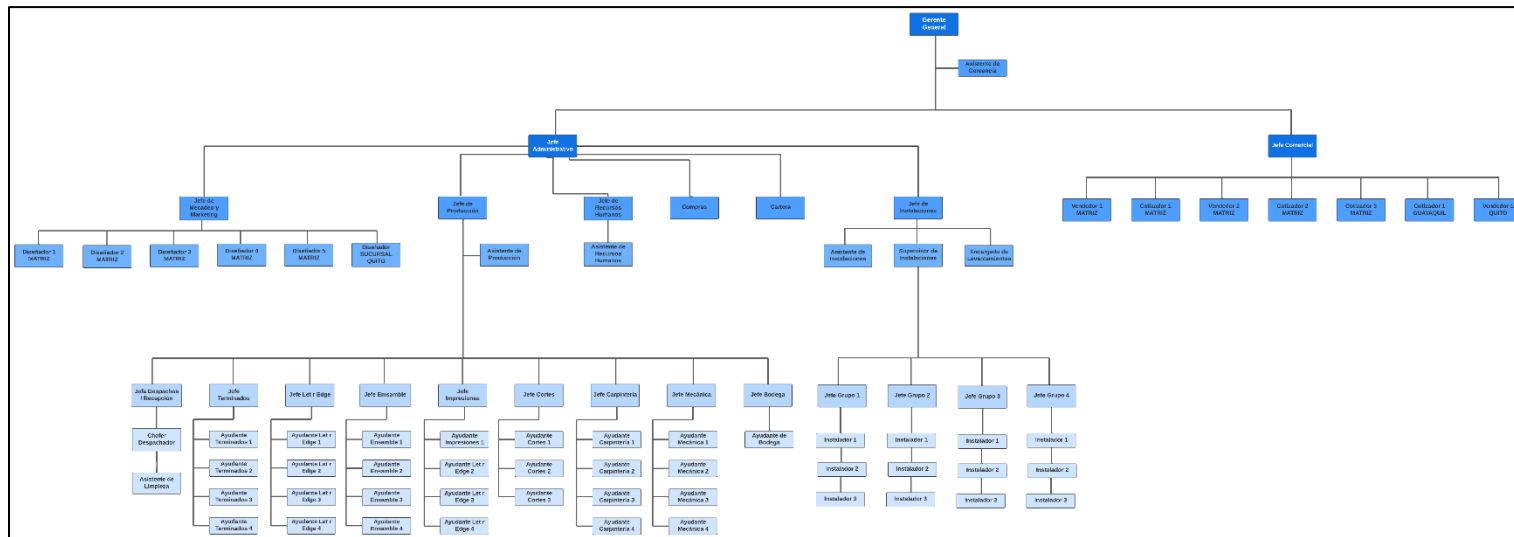 Gerente
General
Asistente de
Gerencia
Jefe
Administrativo
Jefe Comercial
Jefe de
Mecadeo y
Marketing
Jefe de
Producción
Jefe de
Recursos
Humanos
Compras
Cartera
Jefe de
Instalaciones
Vendedor 1
MATRIZ
Cotizador 1
MATRIZ
Vendedor 2
MATRIZ
Cotizador 2
MATRIZ
Cotizador 3
MATRIZ
Cotizador 1
GUAYAQUIL
Vendedor 1
QUITO
Diseñador 1
MATRIZ
Diseñador 2
MATRIZ
Diseñador 3
MATRIZ
Diseñador 4
MATRIZ
Diseñador 5
MATRIZ
Diseñador
SUCURSAL
QUITO
Asistente de
Producción
Asistente de
Recursos
Humanos
Asistente de
Instalaciones
Supervisor de
Instalaciones
Encargado de
Levantamientos
Jefe Despachos
/ Recepción
Jefe
Terminados
Jefe Let r Edge
Jefe Emsamble
Jefe
Impresiones
Jefe Cortes
Jefe Carpintería
Jefe Mecánica
Jefe Bodega
Jefe Grupo 1
Jefe Grupo 2
Jefe Grupo 3
Jefe Grupo 4
Chofer
Despachador
Asistente de
Limpieza
Ayudante
Terminados 1
Ayudante
Terminados 2
Ayudante
Terminados 3
Ayudante
Terminados 4
Ayudante Let r
Edge 1
Ayudante Let r
Edge 2
Ayudante Let r
Edge 3
Ayudante Let r
Edge 4
Ayudante
Ensamble 1
Ayudante
Ensamble 2
Ayudante
Ensamble 3
Ayudante
Ensamble 4
Ayudante
Impresiones 1
Ayudante Let r
Edge 2
Ayudante Let r
Edge 3
Ayudante Let r
Edge 4
Ayudante
Cortes 1
Ayudante
Cortes 2
Ayudante
Cortes 3
Ayudante
Carpintería 1
Ayudante
Carpintería 2
Ayudante
Carpintería 3
Ayudante
Carpintería 4
Ayudante
Mecánica 1
Ayudante
Mecánica 2
Ayudante
Mecánica 3
Ayudante
Mecánica 4
Ayudante de
Bodega
Instalador 1
Instalador 2
Instalador 3
Instalador 1
Instalador 2
Instalador 3
Instalador 1
Instalador 2
Instalador 3
Instalador 1
Instalador 2
Instalador 3